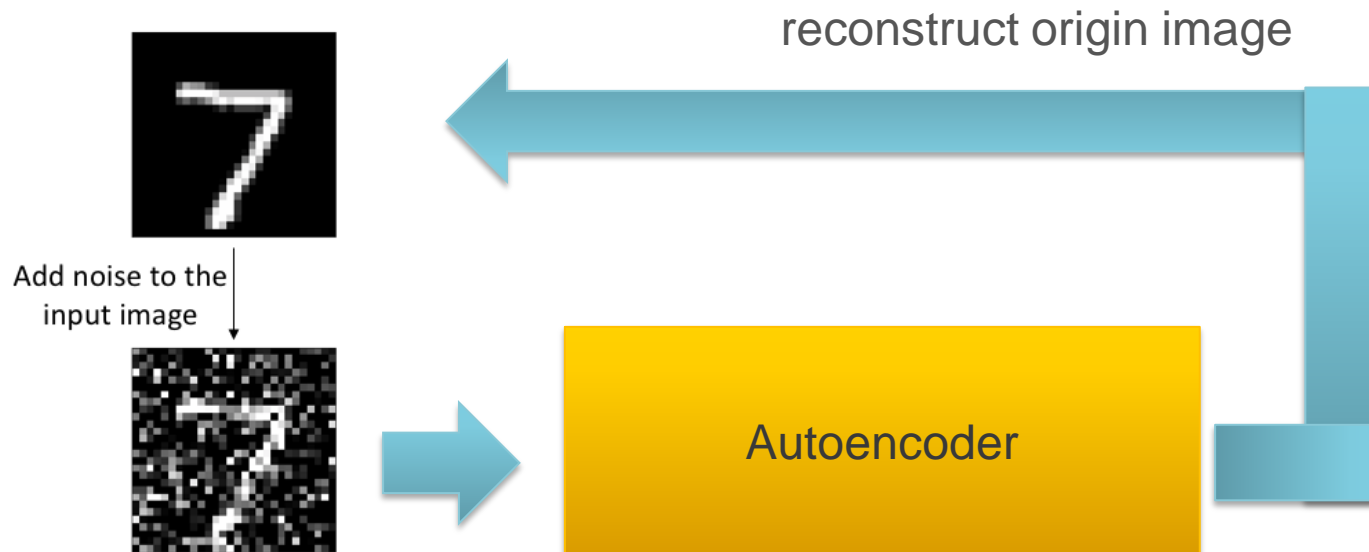 reconstruct origin image
Add noise to the
input image
Autoencoder